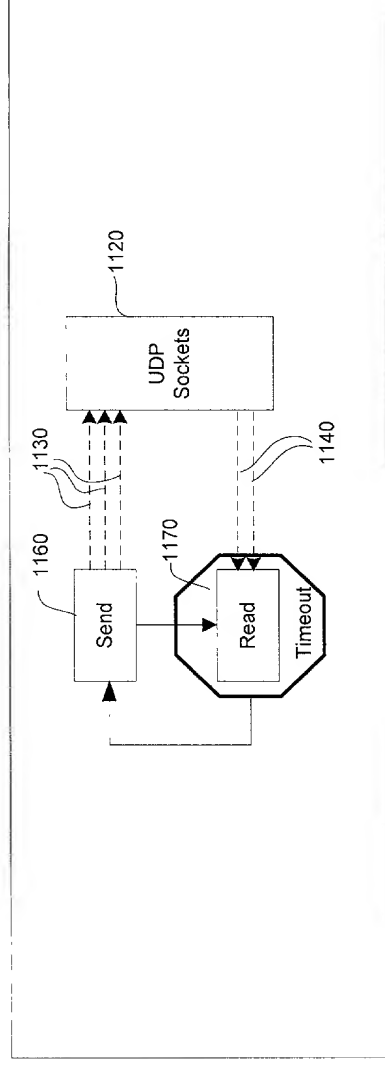 1160
Send
1130
UDP
Sockets
1120
1170
Read
Timeout
1140